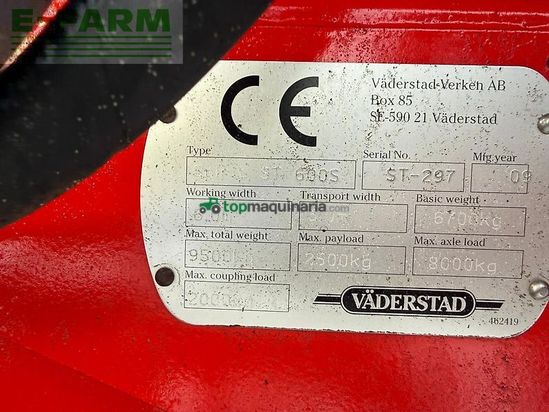 E-FARM
CE
Väderstad-Verken AB
Box 85
SE-590 21 Väderstad
Type Serial No. Mfg.year
ST 600S ST-297 09
Working width Transport width Basic weight
topmaquinaria.com
Max. total weight Max. payload Max. axle load
2500kg 8000kg
Max. coupling load
VÄDERSTAD
462419